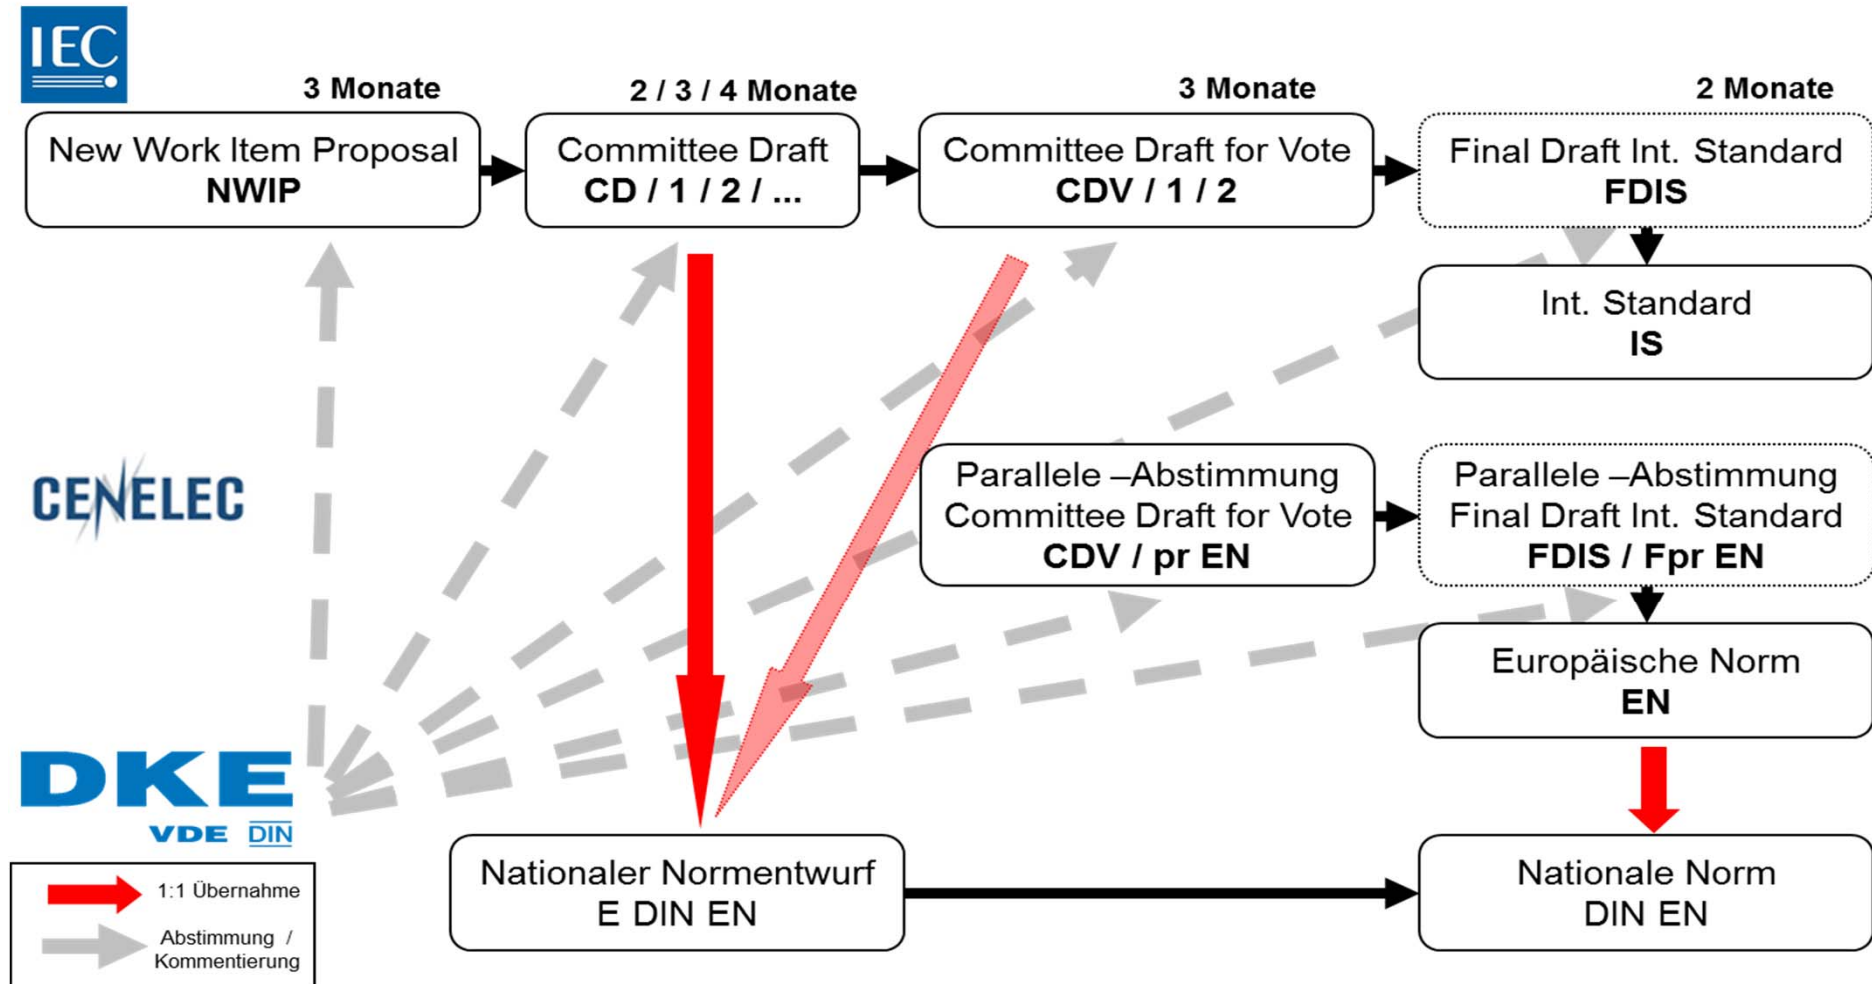 IEC
3 Monate
2 / 3 / 4 Monate
3 Monate
2 Monate
New Work Item Proposal
NWIP
Committee Draft
CD / 1 / 2 / ...
Committee Draft for Vote
CDV / 1 / 2
Final Draft Int. Standard
FDIS
Int. Standard
IS
CENELEC
Parallele –Abstimmung
Committee Draft for Vote
CDV / pr EN
Parallele –Abstimmung
Final Draft Int. Standard
FDIS / Fpr EN
Europäische Norm
EN
DKE
VDE DIN
Nationaler Normentwurf
E DIN EN
Nationale Norm
DIN EN
1:1 Übernahme
Abstimmung /
Kommentierung